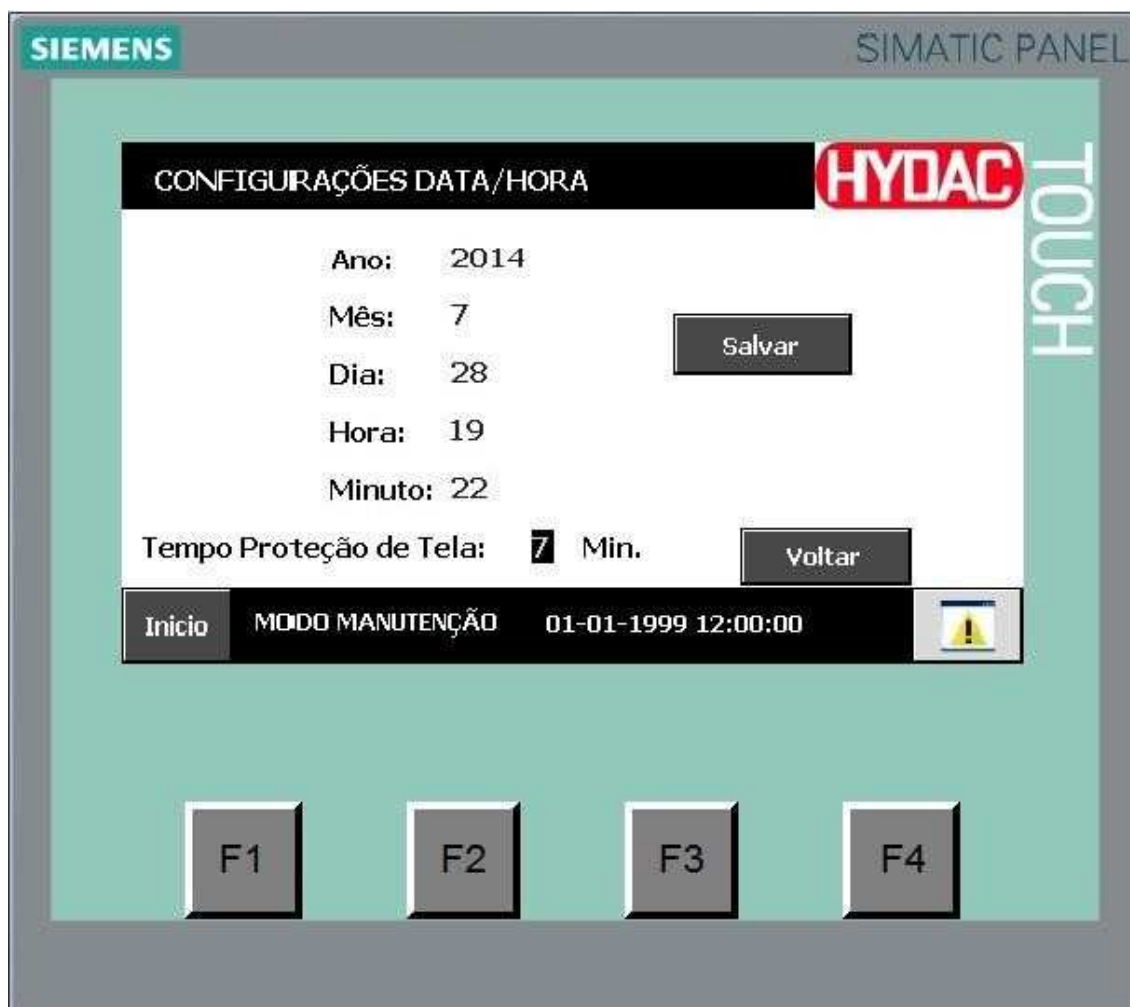 SIEMENS
SIMATIC PANEL
TOUCH
CONFIGURAÇÕES DATA/HORA
HYDAC
Ano: 2014
Mês: 7
Salvar
Dia: 28
Hora: 19
Minuto: 22
Tempo Proteção de Tela: 7 Min.
Voltar
Inicio MODO MANUTENÇÃO 01-01-1999 12:00:00
F1 F2 F3 F4